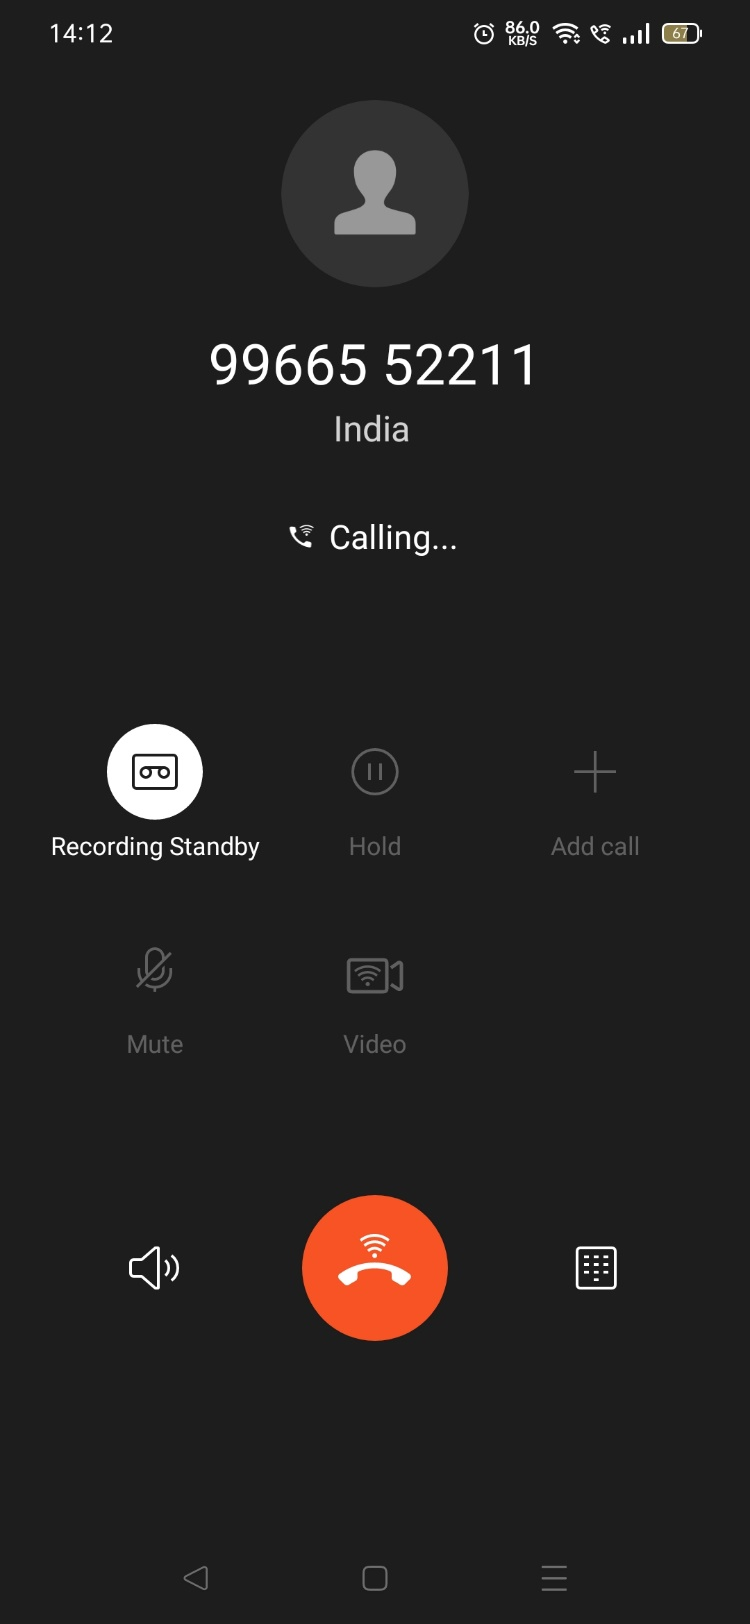 14:12
86.0
KB/S
67
99665 52211
India
Calling...
Recording Standby
Hold
Add call
Mute
Video